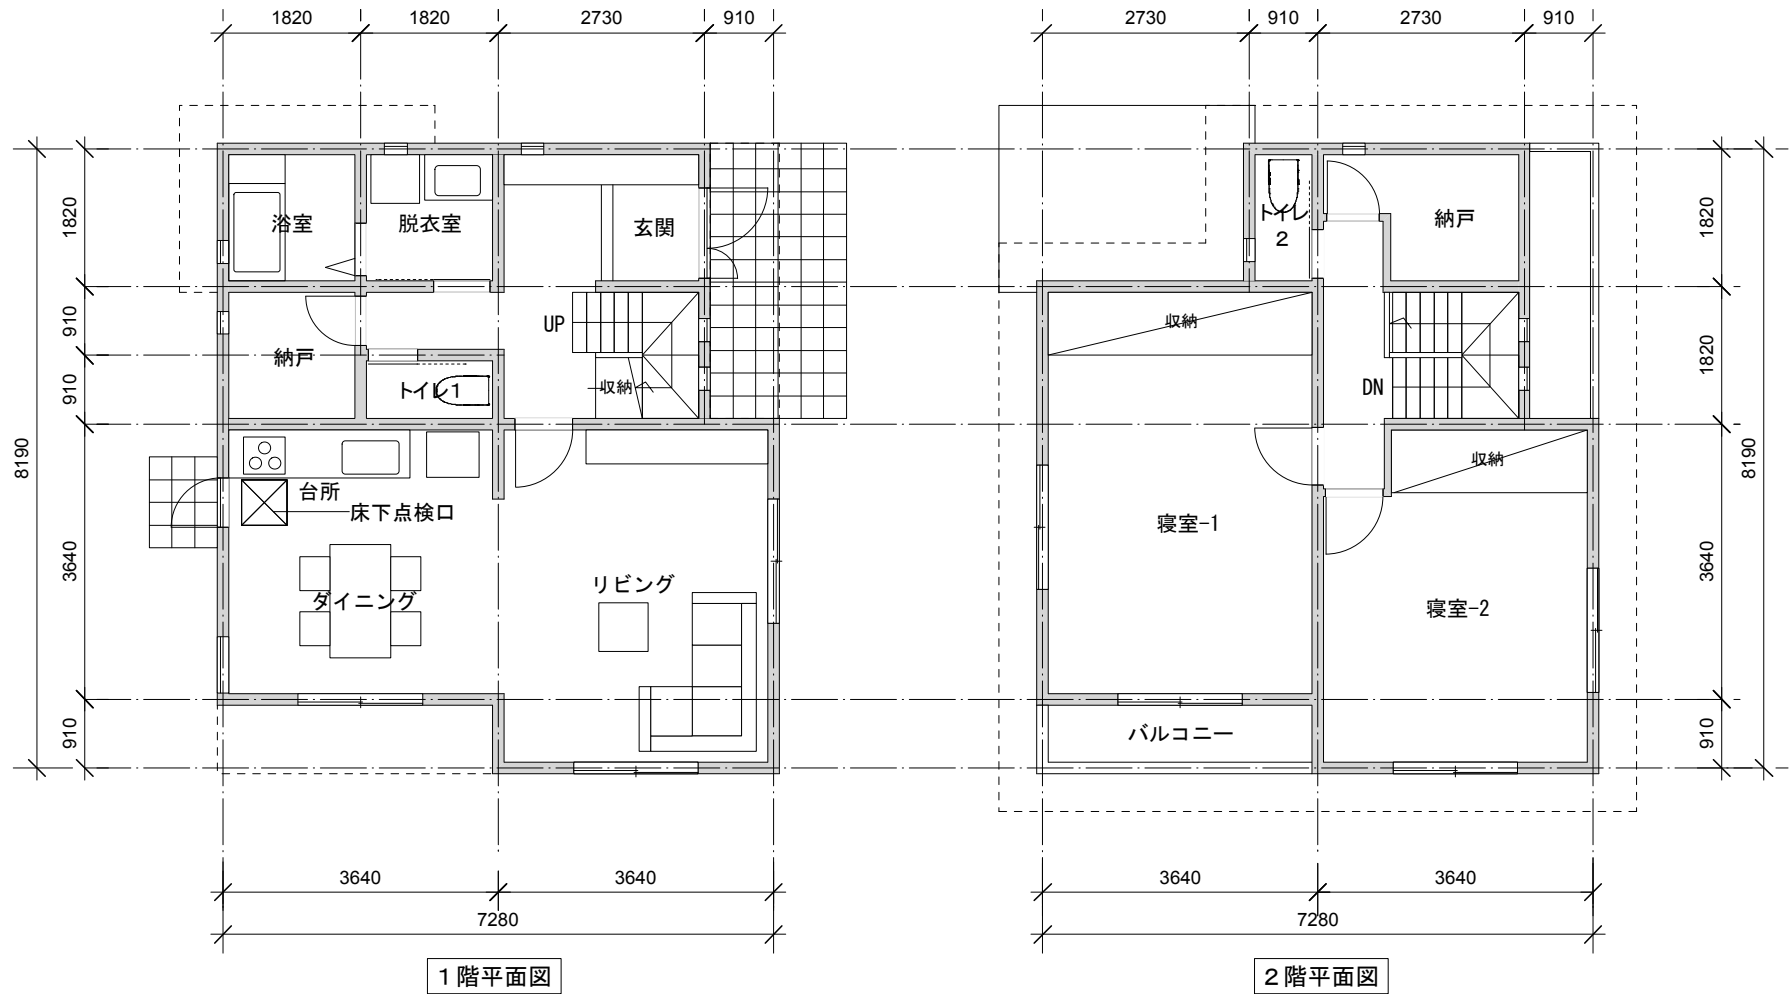 1820 1820 2730 910
2730 910 2730 910
浴室
脱衣室
玄関
トイレ
2
納戸
1820
1820
910
UP
収納
1820
納戸
910
トイレ1
収納
DN
収納
8190
8190
台所
床下点検口
寝室-1
3640
ダイニング
リビング
寝室-2
3640
910
バルコニー
910
3640 3640
3640 3640
7280
7280
1階平面図
2階平面図